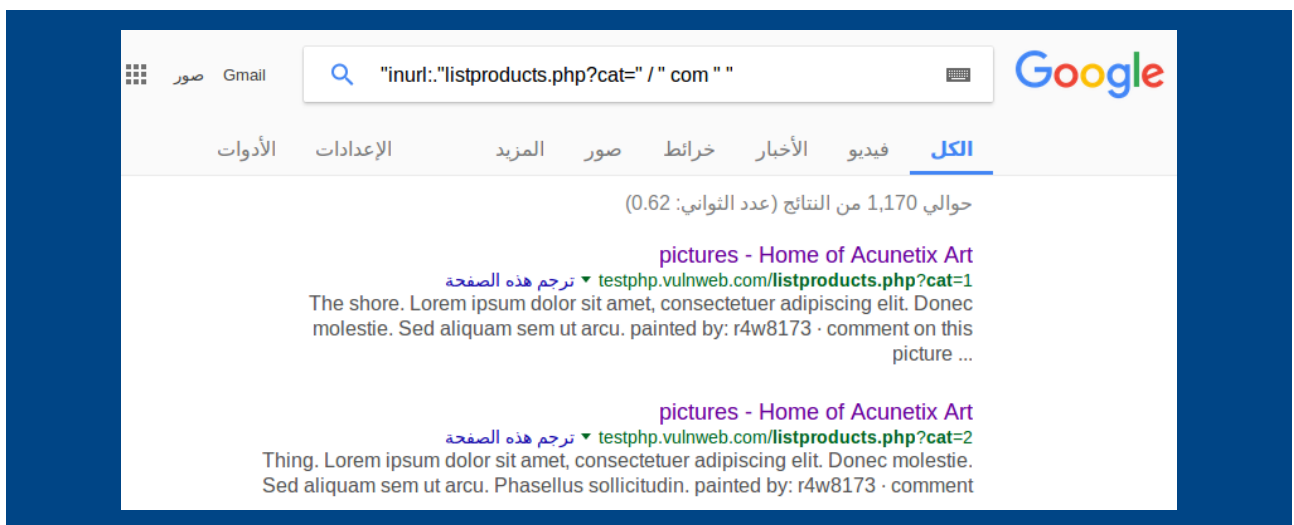 Google
"inurl:."listproducts.php?cat=" / " com " "
Gmail صور
الكل فيديو الأخبار خرائط صور المزيد الإعدادات الأدوات
حوالي 1,170 من النتائج (عدد الثواني: 0.62)
pictures - Home of Acunetix Art
testphp.vulnweb.com/listproducts.php?cat=1 ▼ ترجم هذه الصفحة
The shore. Lorem ipsum dolor sit amet, consectetuer adipiscing elit. Donec
molestie. Sed aliquam sem ut arcu. painted by: r4w8173 · comment on this
picture ...
pictures - Home of Acunetix Art
testphp.vulnweb.com/listproducts.php?cat=2 ▼ ترجم هذه الصفحة
Thing. Lorem ipsum dolor sit amet, consectetuer adipiscing elit. Donec molestie.
Sed aliquam sem ut arcu. Phasellus sollicitudin. painted by: r4w8173 · comment